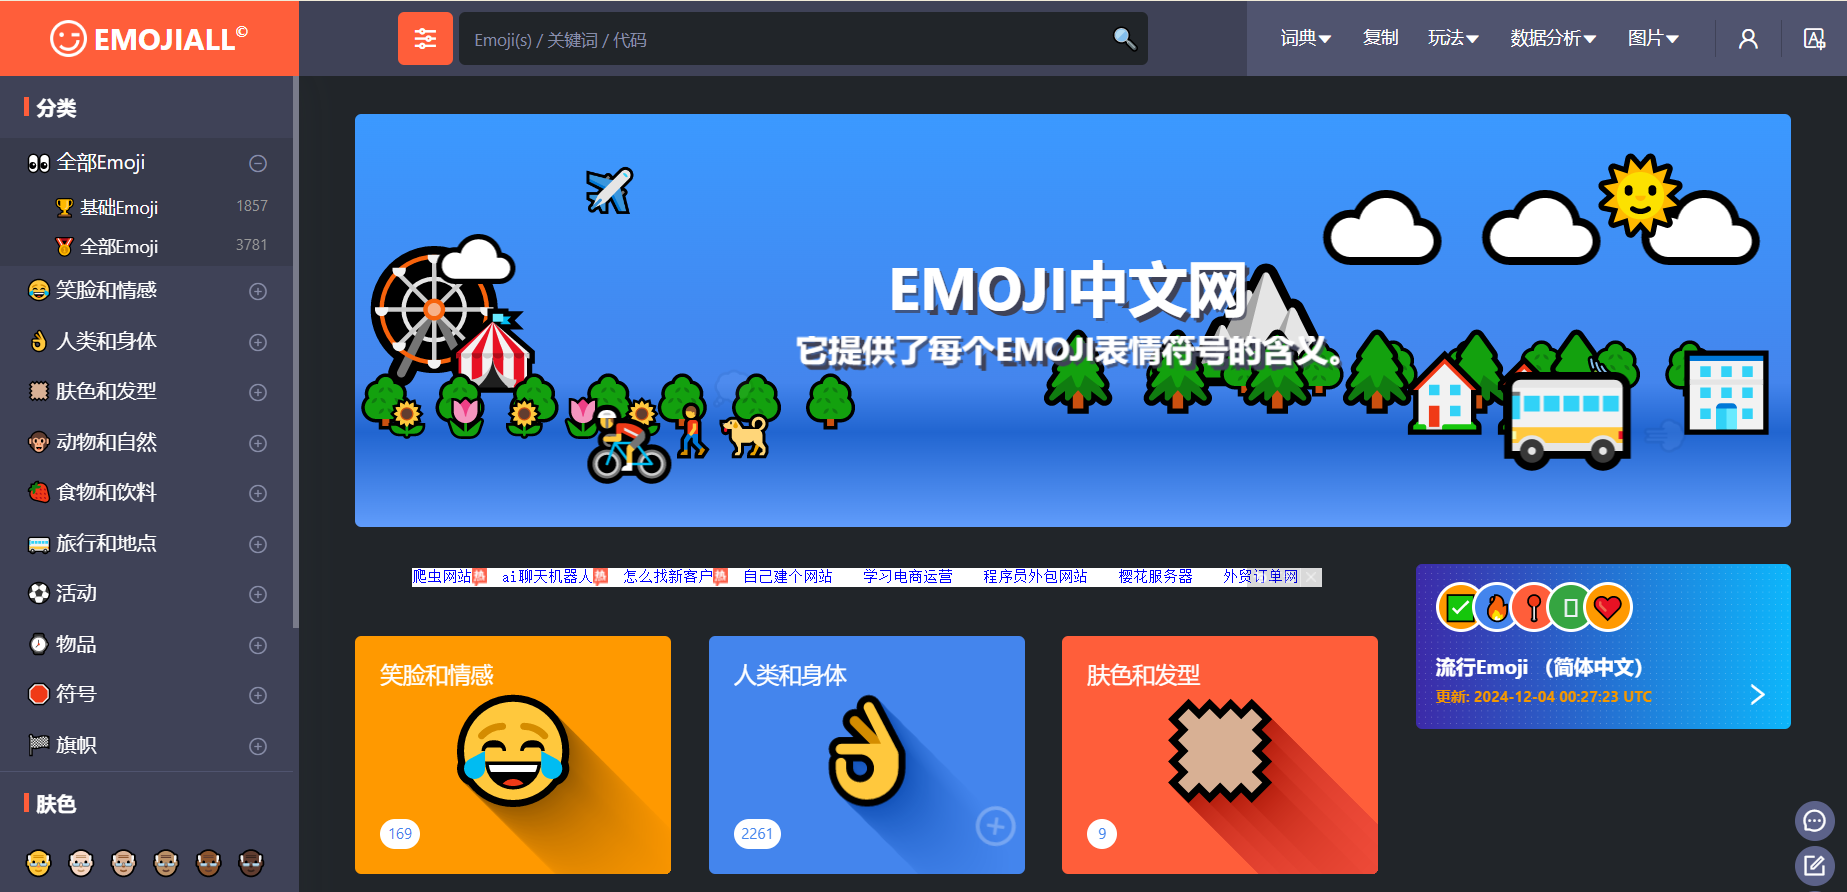 EMOJIALL©
Emoji(s) / 关键词 / 代码
词典 复制 玩法 数据分析 图片
分类
全部Emoji
基础Emoji 1857
全部Emoji 3781
笑脸和情感
人类和身体
肤色和发型
动物和自然
食物和饮料
旅行和地点
活动
物品
符号
旗帜
肤色
EMOJI中文网
它提供了每个EMOJI表情符号的含义。
爬虫网站热 ai聊天机器人热 怎么找新客户热 自己建个网站 学习电商运营 程序员外包网站 樱花服务器 外贸订单网
笑脸和情感
169
人类和身体
2261
肤色和发型
9
流行Emoji （简体中文）
更新: 2024-12-04 00:27:23 UTC